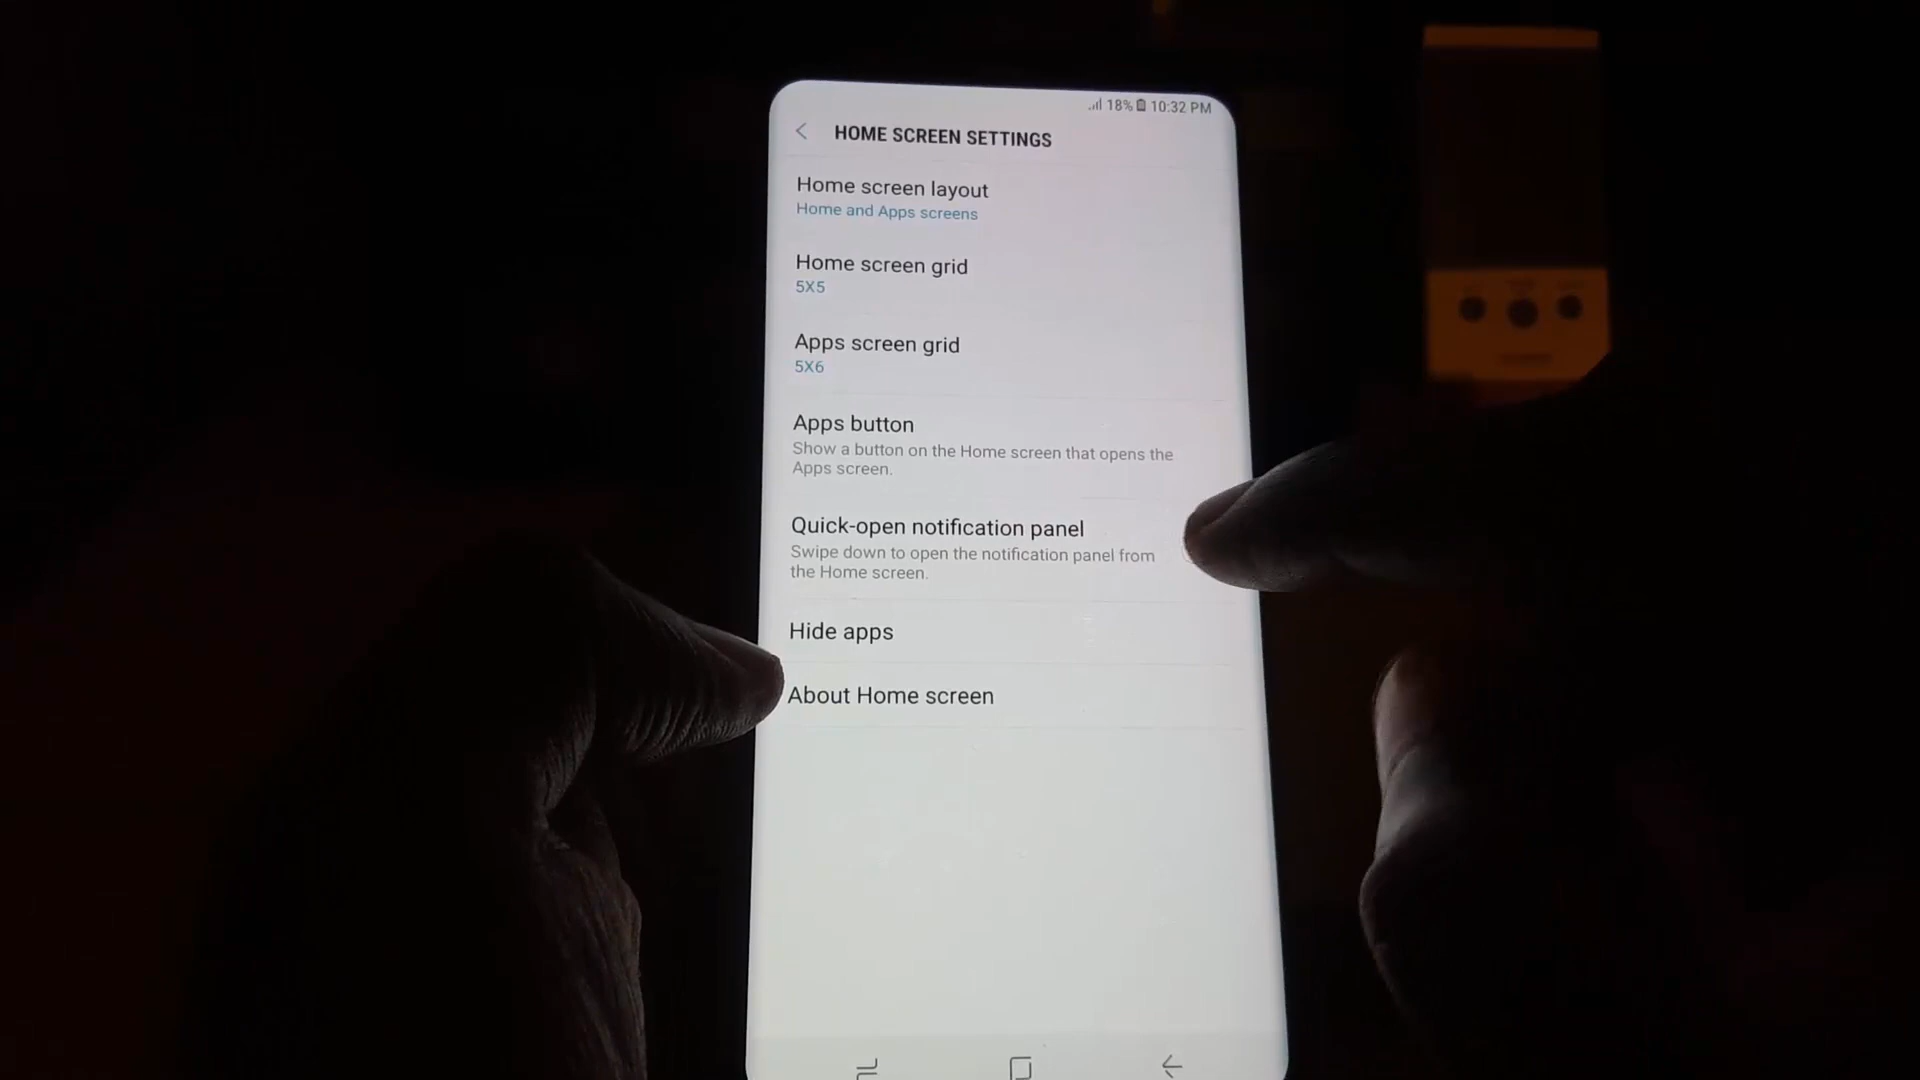 18% 10:32 PM
HOME SCREEN SETTINGS
Home screen layout
Home and Apps screens
Home screen grid
5X5
Apps screen grid
5X6
Apps button
Show a button on the Home screen that opens the
Apps screen.
Quick-open notification panel
Swipe down to open the notification panel from
the Home screen.
Hide apps
About Home screen